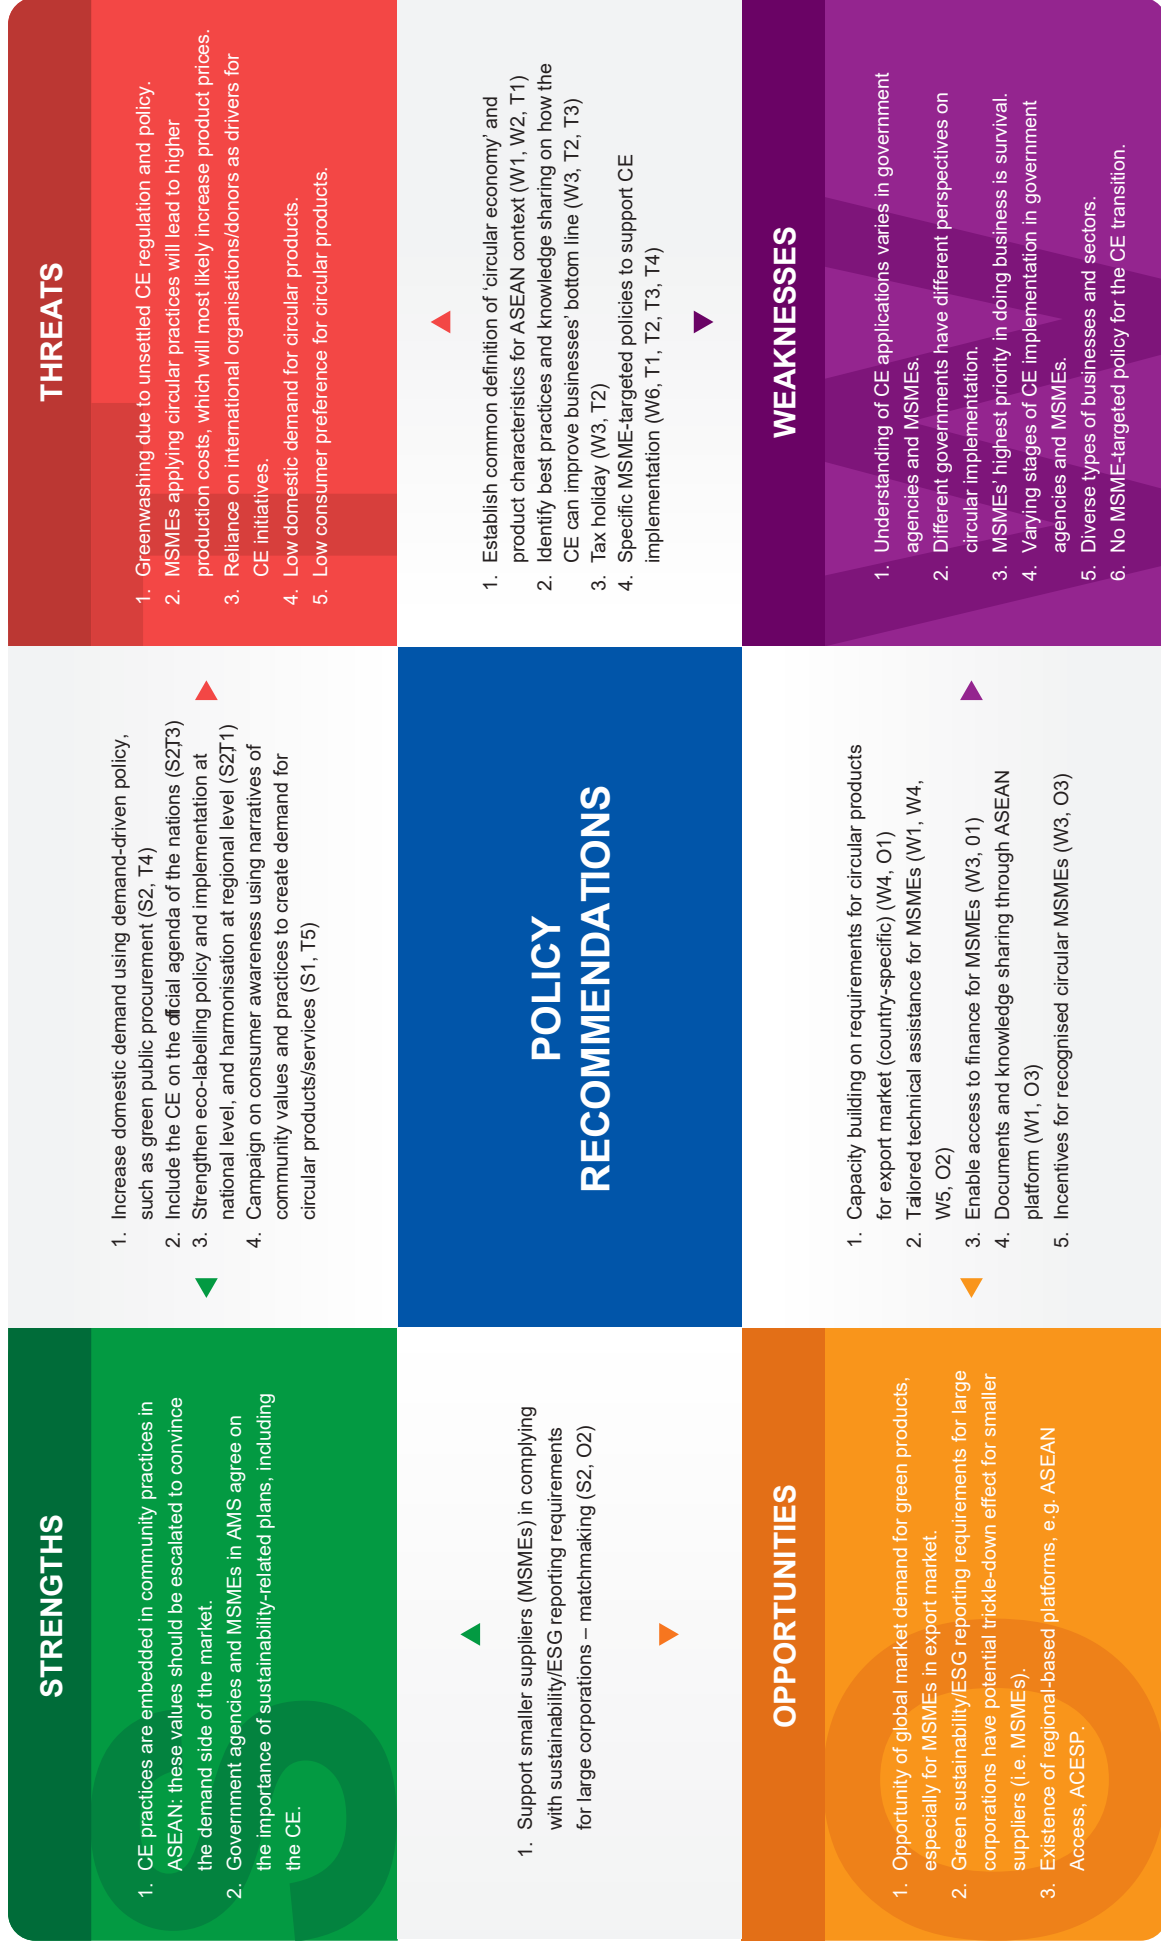 STRENGTHS
1. CE practices are embedded in community practices in
ASEAN: these values should be escalated to convince
the demand side of the market.
2. Government agencies and MSMEs in AMS agree on
the importance of sustainability-related plans, including
the CE.
1. Increase domestic demand using demand-driven policy,
such as green public procurement (S2, T4)
2. Include the CE on the official agenda of the nations (S2,T3)
3. Strengthen eco-labelling policy and implementation at
national level, and harmonisation at regional level (S2,T1)
4. Campaign on consumer awareness using narratives of
community values and practices to create demand for
circular products/services (S1, T5)
THREATS
1. Greenwashing due to unsettled CE regulation and policy.
2. MSMEs applying circular practices will lead to higher
production costs, which will most likely increase product prices.
3. Reliance on international organisations/donors as drivers for
CE initiatives.
4. Low domestic demand for circular products.
5. Low consumer preference for circular products.
1. Support smaller suppliers (MSMEs) in complying
with sustainability/ESG reporting requirements
for large corporations – matchmaking (S2, O2)
POLICY
RECOMMENDATIONS
1. Establish common definition of ‘circular economy’ and
product characteristics for ASEAN context (W1, W2, T1)
2. Identify best practices and knowledge sharing on how the
CE can improve businesses’ bottom line (W3, T2, T3)
3. Tax holiday (W3, T2)
4. Specific MSME-targeted policies to support CE
implementation (W6, T1, T2, T3, T4)
OPPORTUNITIES
1. Opportunity of global market demand for green products,
especially for MSMEs in export market.
2. Green sustainability/ESG reporting requirements for large
corporations have potential trickle-down effect for smaller
suppliers (i.e. MSMEs).
3. Existence of regional-based platforms, e.g. ASEAN
Access, ACESP.
1. Capacity building on requirements for circular products
for export market (country-specific) (W4, O1)
2. Tailored technical assistance for MSMEs (W1, W4,
W5, O2)
3. Enable access to finance for MSMEs (W3, 01)
4. Documents and knowledge sharing through ASEAN
platform (W1, O3)
5. Incentives for recognised circular MSMEs (W3, O3)
WEAKNESSES
1. Understanding of CE applications varies in government
agencies and MSMEs.
2. Different governments have different perspectives on
circular implementation.
3. MSMEs’ highest priority in doing business is survival.
4. Varying stages of CE implementation in government
agencies and MSMEs.
5. Diverse types of businesses and sectors.
6. No MSME-targeted policy for the CE transition.